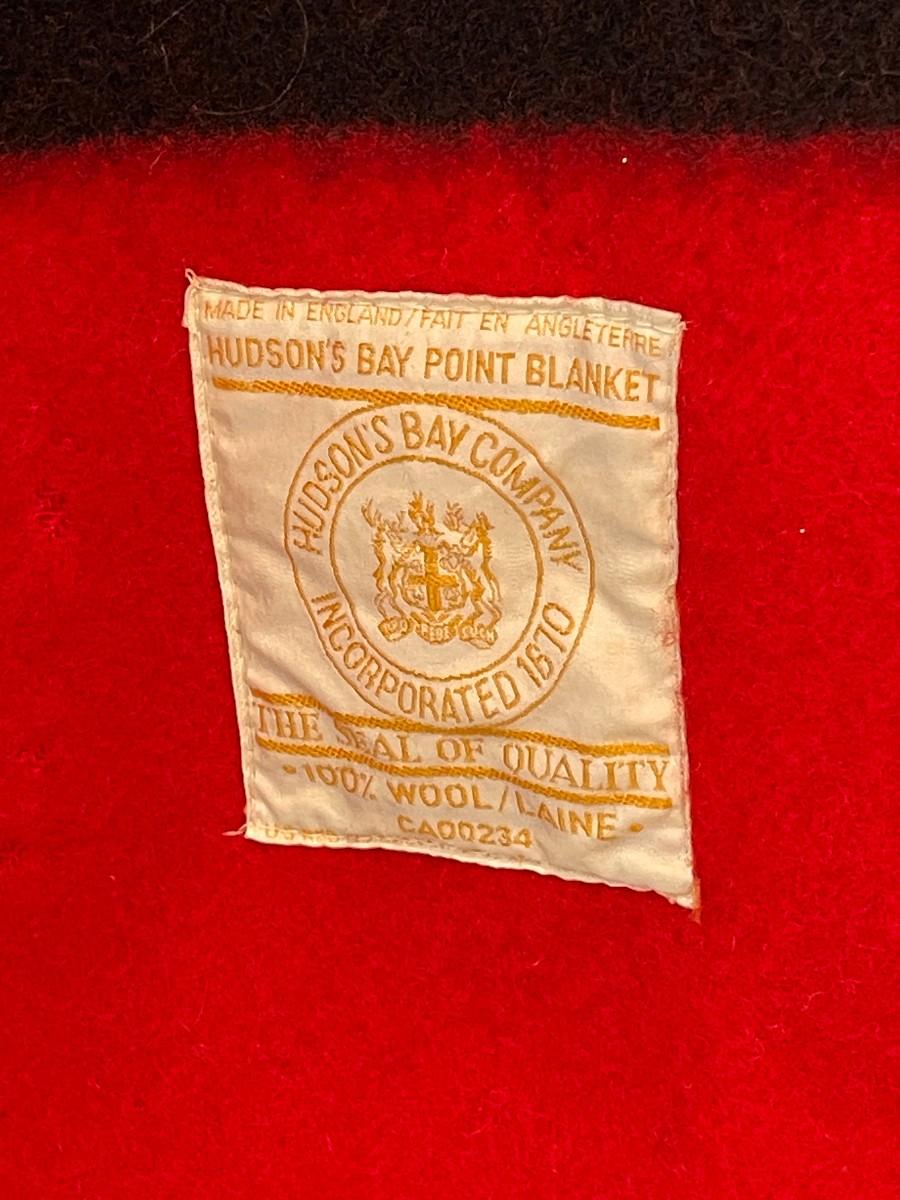 MADE IN ENGLAND/FAIT EN ANGLETERRE
HUDSON'S BAY POINT BLANKET
HUDSON'S BAY COMPANY
INCORPORATED 1670
THE SEAL OF QUALITY
• 100% WOOL/LAINE •
CA00234